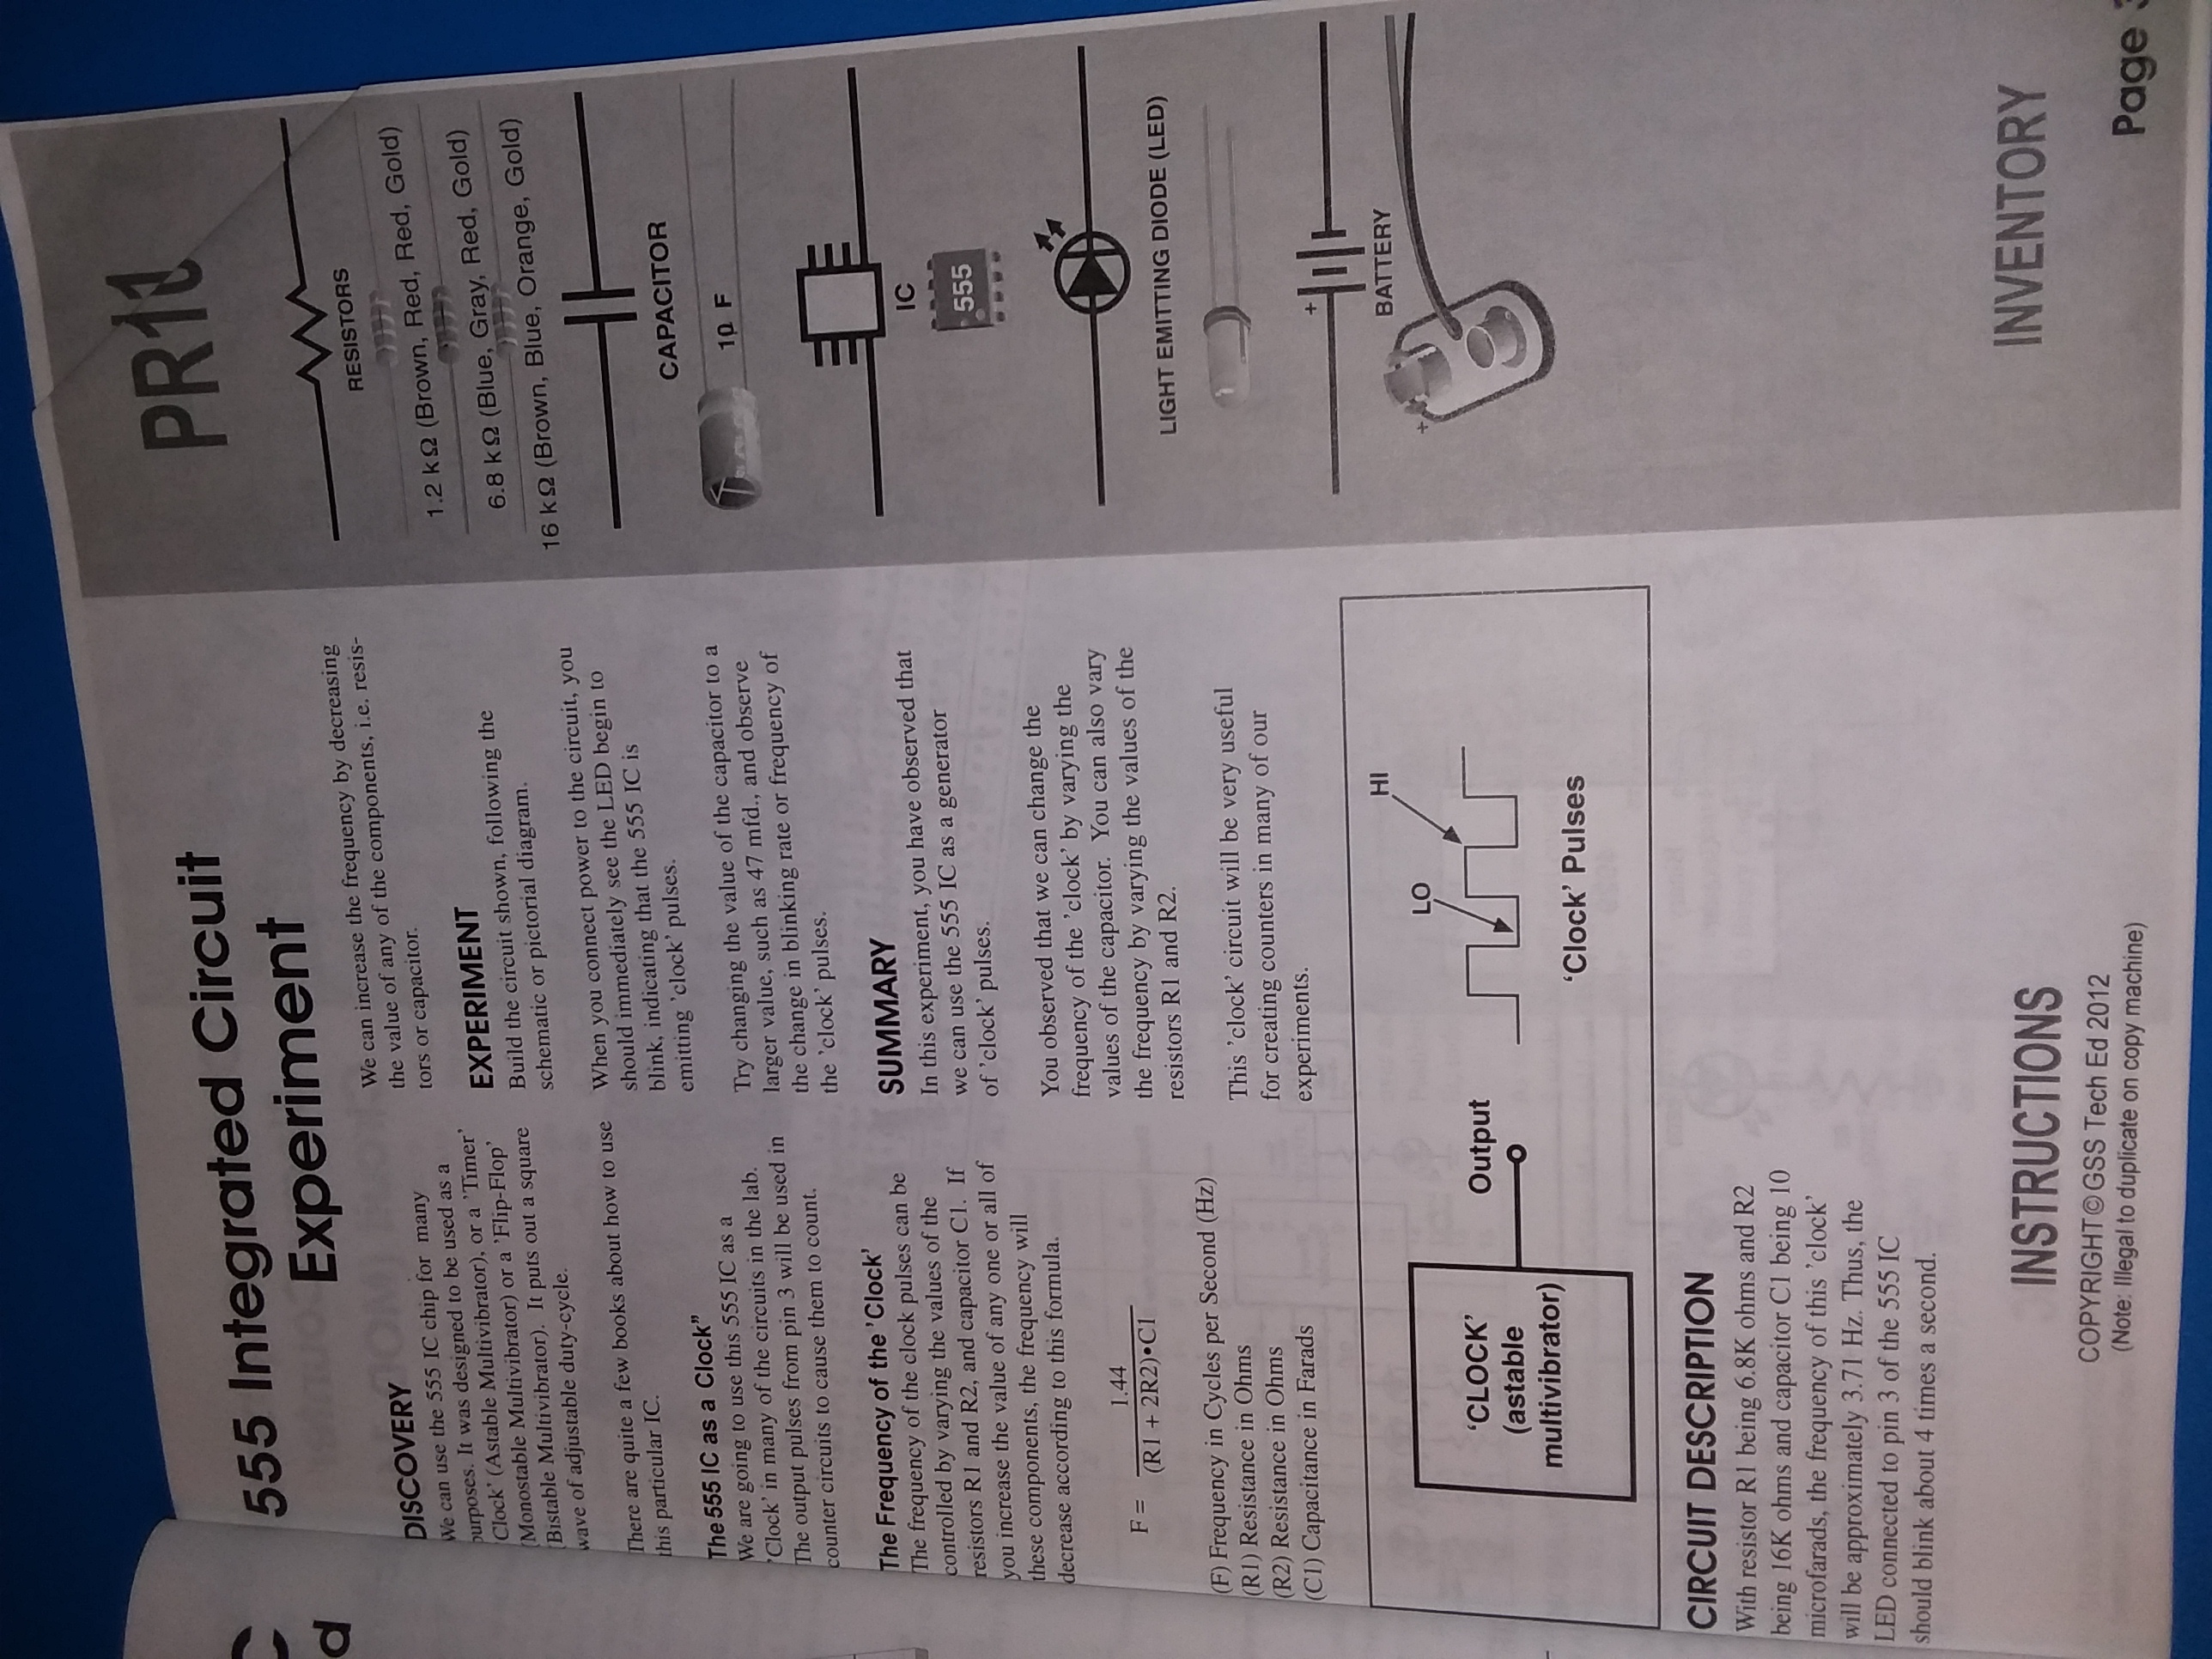 C
d
555 Integrated Circuit
Experiment
DISCOVERY
We can use the 555 IC chip for many
purposes. It was designed to be used as a
'Clock' (Astable Multivibrator), or a 'Timer'
(Monostable Multivibrator) or a 'Flip-Flop'
(Bistable Multivibrator). It puts out a square
wave of adjustable duty-cycle.
There are quite a few books about how to use
this particular IC.
The 555 IC as a Clock"
We are going to use this 555 IC as a
'Clock' in many of the circuits in the lab.
The output pulses from pin 3 will be used in
counter circuits to cause them to count.
The Frequency of the 'Clock'
The frequency of the clock pulses can be
controlled by varying the values of the
resistors R1 and R2, and capacitor C1. If
you increase the value of any one or all of
these components, the frequency will
decrease according to this formula.
1.44
F =
(R1 + 2R2)•C1
(F) Frequency in Cycles per Second (Hz)
(R1) Resistance in Ohms
(R2) Resistance in Ohms
(C1) Capacitance in Farads
We can increase the frequency by decreasing
the value of any of the components, i.e. resis-
tors or capacitor.
EXPERIMENT
Build the circuit shown, following the
schematic or pictorial diagram.
When you connect power to the circuit, you
should immediately see the LED begin to
blink, indicating that the 555 IC is
emitting 'clock' pulses.
Try changing the value of the capacitor to a
larger value, such as 47 mfd., and observe
the change in blinking rate or frequency of
the 'clock' pulses.
SUMMARY
In this experiment, you have observed that
we can use the 555 IC as a generator
of 'clock' pulses.
You observed that we can change the
frequency of the 'clock' by varying the
values of the capacitor. You can also vary
the frequency by varying the values of the
resistors R1 and R2.
This 'clock' circuit will be very useful
for creating counters in many of our
experiments.
'CLOCK'
(astable
multivibrator)
Output
LO
HI
'Clock' Pulses
CIRCUIT DESCRIPTION
With resistor R1 being 6.8K ohms and R2
being 16K ohms and capacitor C1 being 10
microfarads, the frequency of this 'clock'
will be approximately 3.71 Hz. Thus, the
LED connected to pin 3 of the 555 IC
should blink about 4 times a second.
INSTRUCTIONS
COPYRIGHT © GSS Tech Ed 2012
(Note: Illegal to duplicate on copy machine)
RESISTORS
1.2 kΩ (Brown, Red, Red, Gold)
6.8 kΩ (Blue, Gray, Red, Gold)
16 kΩ (Brown, Blue, Orange, Gold)
CAPACITOR
10 F
IC
555
LIGHT EMITTING DIODE (LED)
+
BATTERY
+
INVENTORY
Page